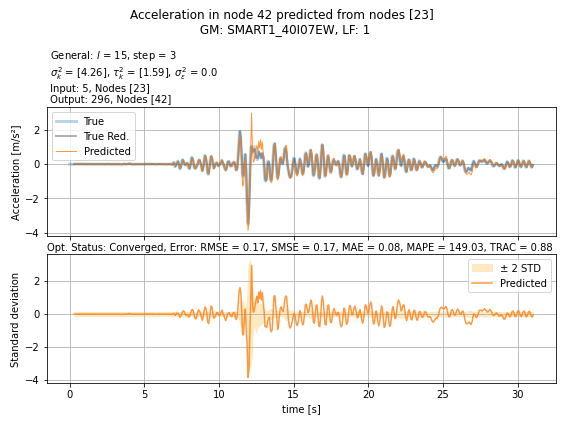 Acceleration in node 42 predicted from nodes [23]
GM: SMART1_40I07EW, LF: 1
General: l = 15, step = 3
σ_k^2 = [4.26], τ_k^2 = [1.59], σ_ε^2 = 0.0
Input: 5, Nodes [23]
Output: 296, Nodes [42]
True
True Red.
Predicted
Acceleration [m/s²]
2
0
−2
−4
Opt. Status: Converged, Error: RMSE = 0.17, SMSE = 0.17, MAE = 0.08, MAPE = 149.03, TRAC = 0.88
± 2 STD
Predicted
Standard deviation
2
0
−2
−4
0 5 10 15 20 25 30
time [s]